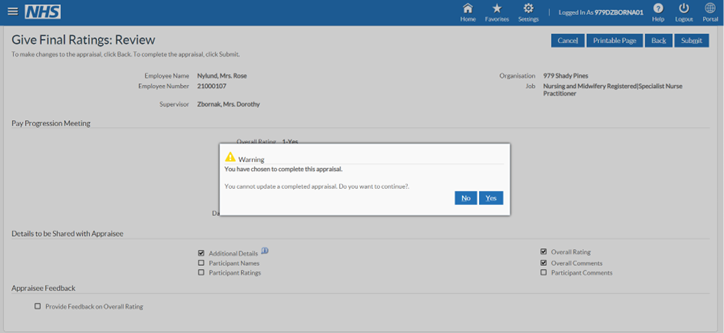 NHS
Home
Favorites
Settings
Logged In As 979DZBORNA01
Help
Logout
Portal
Give Final Ratings: Review
To make changes to the appraisal, click Back. To complete the appraisal, click Submit.
Cancel
Printable Page
Back
Submit
Employee Name Nylund, Mrs. Rose
Employee Number 21000107
Supervisor Zbornak, Mrs. Dorothy
Organisation 979 Shady Pines
Job Nursing and Midwifery Registered|Specialist Nurse
Practitioner
Pay Progression Meeting
Overall Rating 1-Yes
Warning
You have chosen to complete this appraisal.
You cannot update a completed appraisal. Do you want to continue?.
No
Yes
Details to be Shared with Appraisee
Additional Details
Participant Names
Participant Ratings
Overall Rating
Overall Comments
Participant Comments
Appraisee Feedback
Provide Feedback on Overall Rating